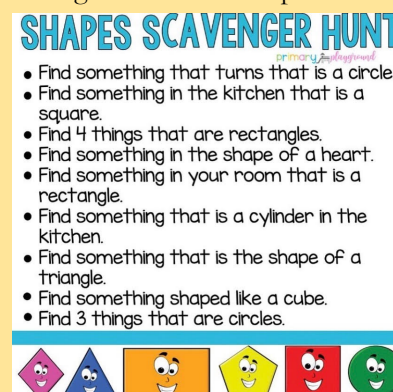 SHAPES SCAVENGER HUNT
primary playground
• Find something that turns that is a circle
• Find something in the kitchen that is a
square.
• Find 4 things that are rectangles.
• Find something in the shape of a heart.
• Find something in your room that is a
rectangle.
• Find something that is a cylinder in the
kitchen.
• Find something that is the shape of a
triangle.
• Find something shaped like a cube.
• Find 3 things that are circles.